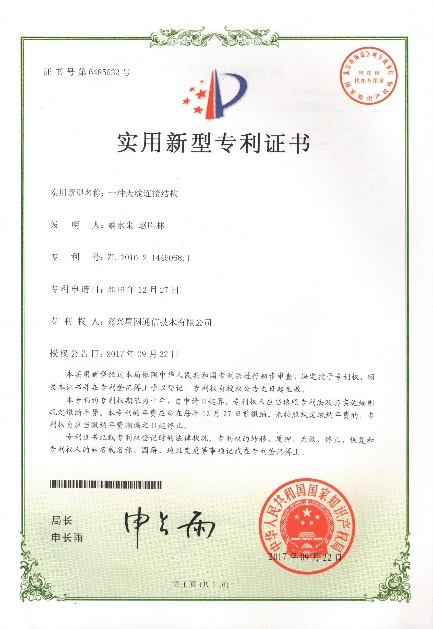 证书号第6485632号
实用新型专利证书
实用新型名称：一种天线连接结构
发 明 人：姜永来;赵晓林
专 利 号：ZL 2016 2 1445068.1
专利申请日：2016年12月27日
专 利 权 人：嘉兴星网通信技术有限公司
授权公告日：2017年09月22日
本实用新型经过本局依照中华人民共和国专利法进行初步审查，决定授予专利权，颁
发本证书并在专利登记簿上予以登记。专利权自授权公告之日起生效。
本专利的专利权期限为十年，自申请日起算。专利权人应当依照专利法及其实施细则
规定缴纳年费。本专利的年费应当在每年12月27日前缴纳。未按照规定缴纳年费的，专
利权自应当缴纳年费期满之日起终止。
专利证书记载专利权登记时的法律状况。专利权的转移、质押、无效、终止、恢复和
专利权人的姓名或名称、国籍、地址变更等事项记载在专利登记簿上。
局长
申长雨
申长雨
中华人民共和国国家知识产权局
2017年09月22日
第1页(共1页)